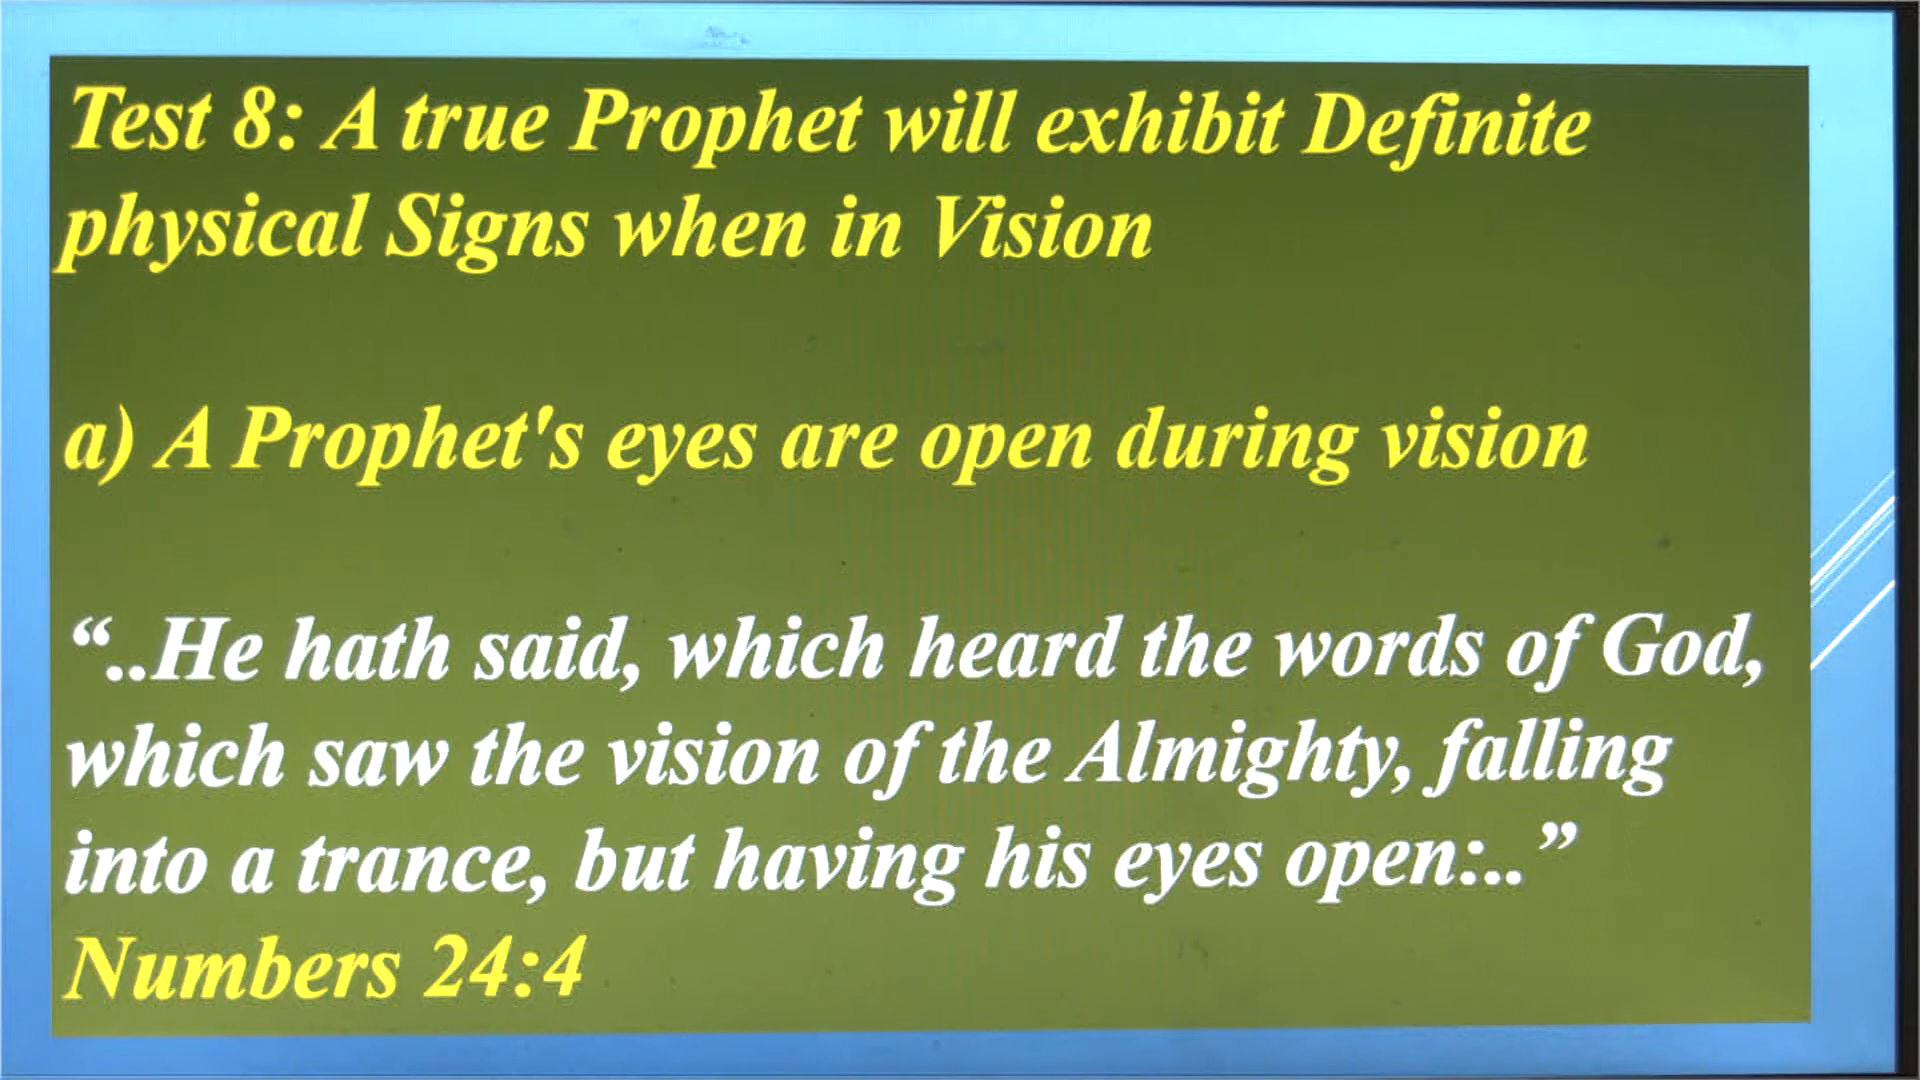 Test 8: A true Prophet will exhibit Definite
physical Signs when in Vision
a) A Prophet's eyes are open during vision
“..He hath said, which heard the words of God,
which saw the vision of the Almighty, falling
into a trance, but having his eyes open:..”
Numbers 24:4